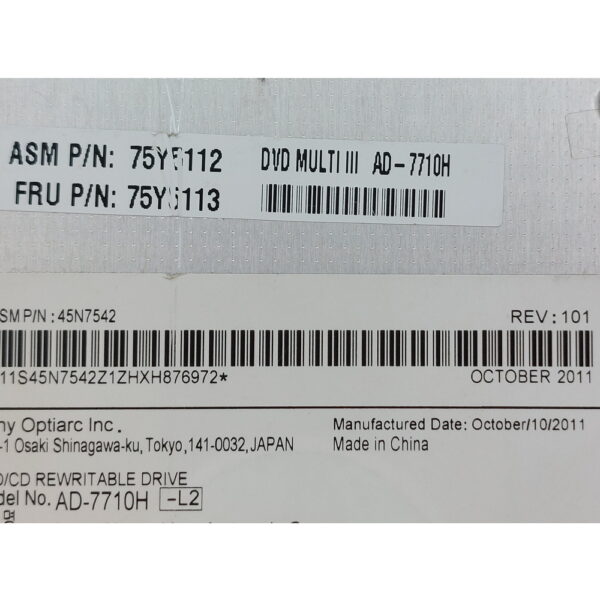 ASM P/N: 75Y5112 DVD MULTI III AD-7710H
FRU P/N: 75Y5113
SM P/N : 45N7542 REV : 101
11S45N7542Z1ZHXH876972* OCTOBER 2011
ny Optiarc Inc. Manufactured Date: October/10/2011
-1 Osaki Shinagawa-ku, Tokyo, 141-0032, JAPAN Made in China
D/CD REWRITABLE DRIVE
del No. AD-7710H -L2